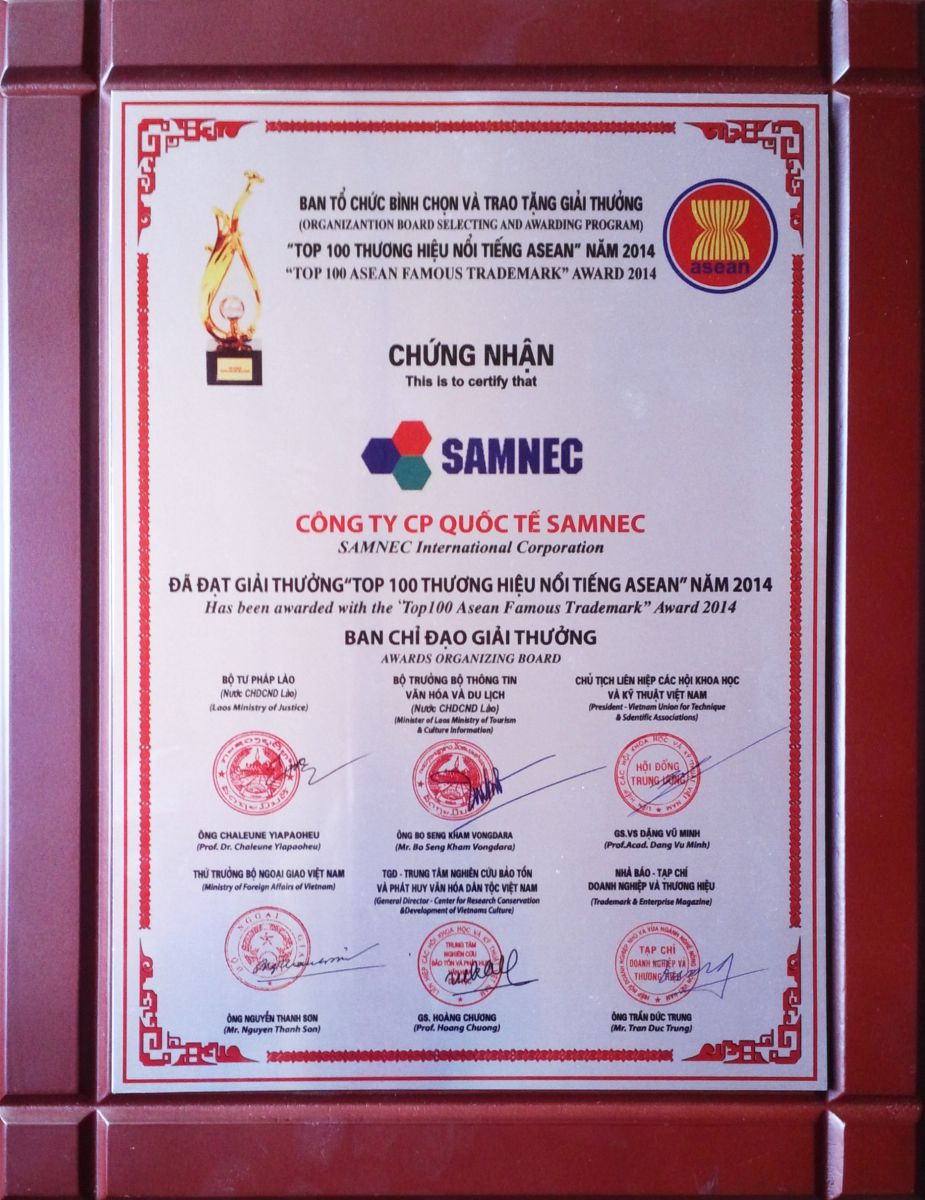 BAN TỔ CHỨC BÌNH CHỌN VÀ TRAO TẶNG GIẢI THƯỞNG
(ORGANIZANTION BOARD SELECTING AND AWARDING PROGRAM)
"TOP 100 THƯƠNG HIỆU NỔI TIẾNG ASEAN" NĂM 2014
"TOP 100 ASEAN FAMOUS TRADEMARK" AWARD 2014
asean
CHỨNG NHẬN
This is to certify that
SAMNEC
CÔNG TY CP QUỐC TẾ SAMNEC
SAMNEC International Corporation
ĐÃ ĐẠT GIẢI THƯỞNG "TOP 100 THƯƠNG HIỆU NỔI TIẾNG ASEAN" NĂM 2014
Has been awarded with the 'Top100 Asean Famous Trademark" Award 2014
BAN CHỈ ĐẠO GIẢI THƯỞNG
AWARDS ORGANIZING BOARD
BỘ TƯ PHÁP LÀO
(Nước CHDCND Lào)
(Laos Ministry of Justice)
BỘ TRƯỞNG BỘ THÔNG TIN
VĂN HÓA VÀ DU LỊCH
(Nước CHDCND Lào)
(Minister of Laos Ministry of Tourism
& Culture Information)
CHỦ TỊCH LIÊN HIỆP CÁC HỘI KHOA HỌC
VÀ KỸ THUẬT VIỆT NAM
(President - Vietnam Union for Technique
& Sdentific Associations)
HỘI ĐỒNG
TRUNG ƯƠNG
ÔNG CHALEUNE YIAPAOHEU
(Prof. Dr. Chaleune Yiapaoheu)
ÔNG BO SENG KHAM VONGDARA
(Mr. Bo Seng Kham Vongdara)
GS.VS ĐẶNG VŨ MINH
(Prof.Acad. Dang Vu Minh)
THỨ TRƯỞNG BỘ NGOẠI GIAO VIỆT NAM
(Ministry of Foreign Affairs of Vietnam)
TGD - TRUNG TÂM NGHIÊN CỨU BẢO TỒN
VÀ PHÁT HUY VĂN HÓA DÂN TỘC VIỆT NAM
(General Director - Center for Research Conservation
&Development of Vietnams Culture)
NHÀ BÁO - TẠP CHÍ
DOANH NGHIỆP VÀ THƯƠNG HIỆU
(Trademark & Enterprise Magazine)
BỘ NGOẠI GIAO
TRUNG TÂM
NGHIÊN CỨU
TẠP CHÍ
DOANH NGHIỆP VÀ
THƯƠNG HIỆU
ÔNG NGUYỄN THANH SƠN
(Mr. Nguyen Thanh Son)
GS. HOÀNG CHƯƠNG
(Prof. Hoang Chuong)
ÔNG TRẦN ĐỨC TRUNG
(Mr. Tran Duc Trung)